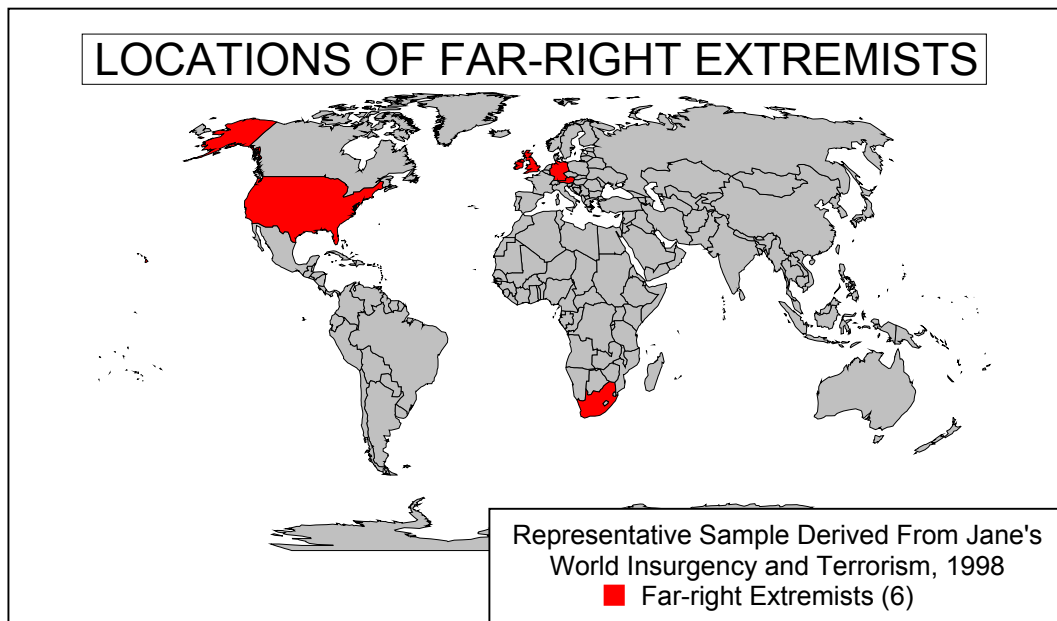 LOCATIONS OF FAR-RIGHT EXTREMISTS
Representative Sample Derived From Jane's
World Insurgency and Terrorism, 1998
Far-right Extremists (6)